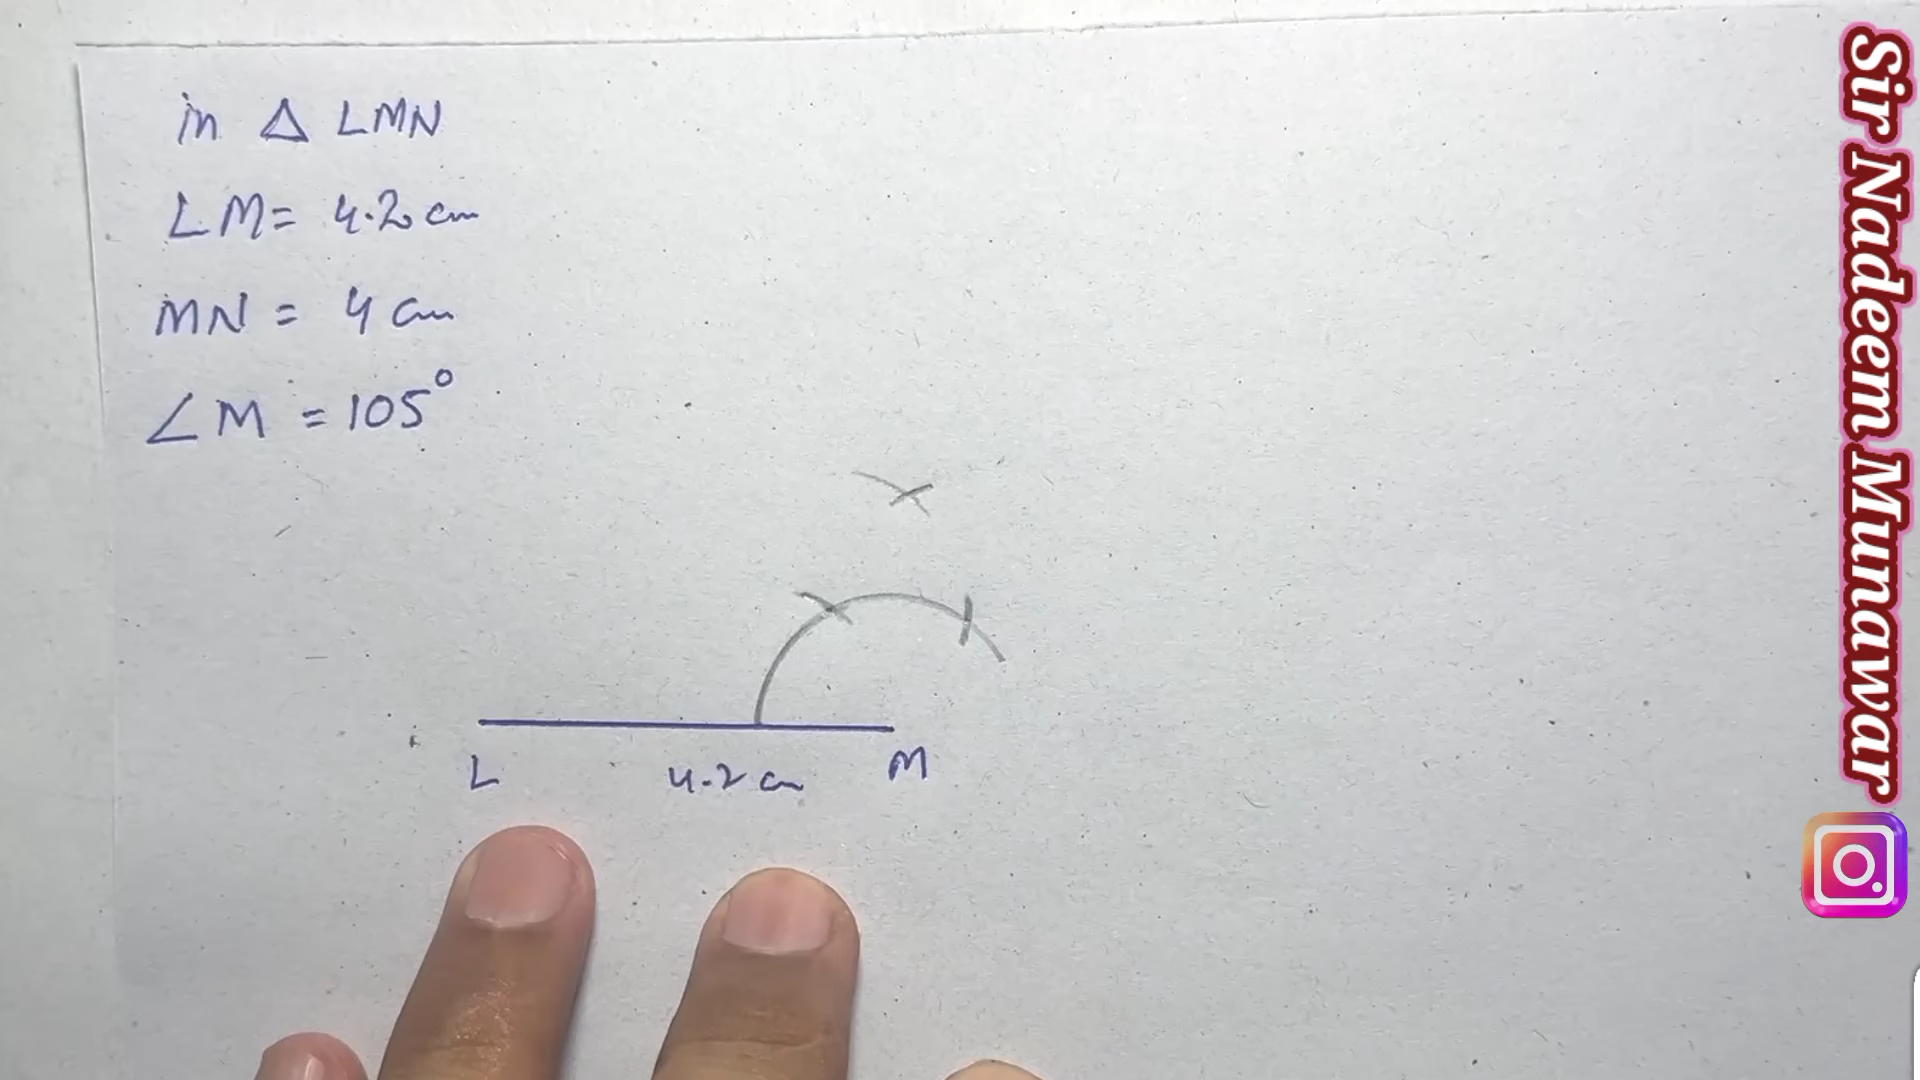 in Δ LMN
LM = 4.2 cm
MN = 4 cm
∠M = 105°
L 4.2 cm M
Sir Nadeem Munawar